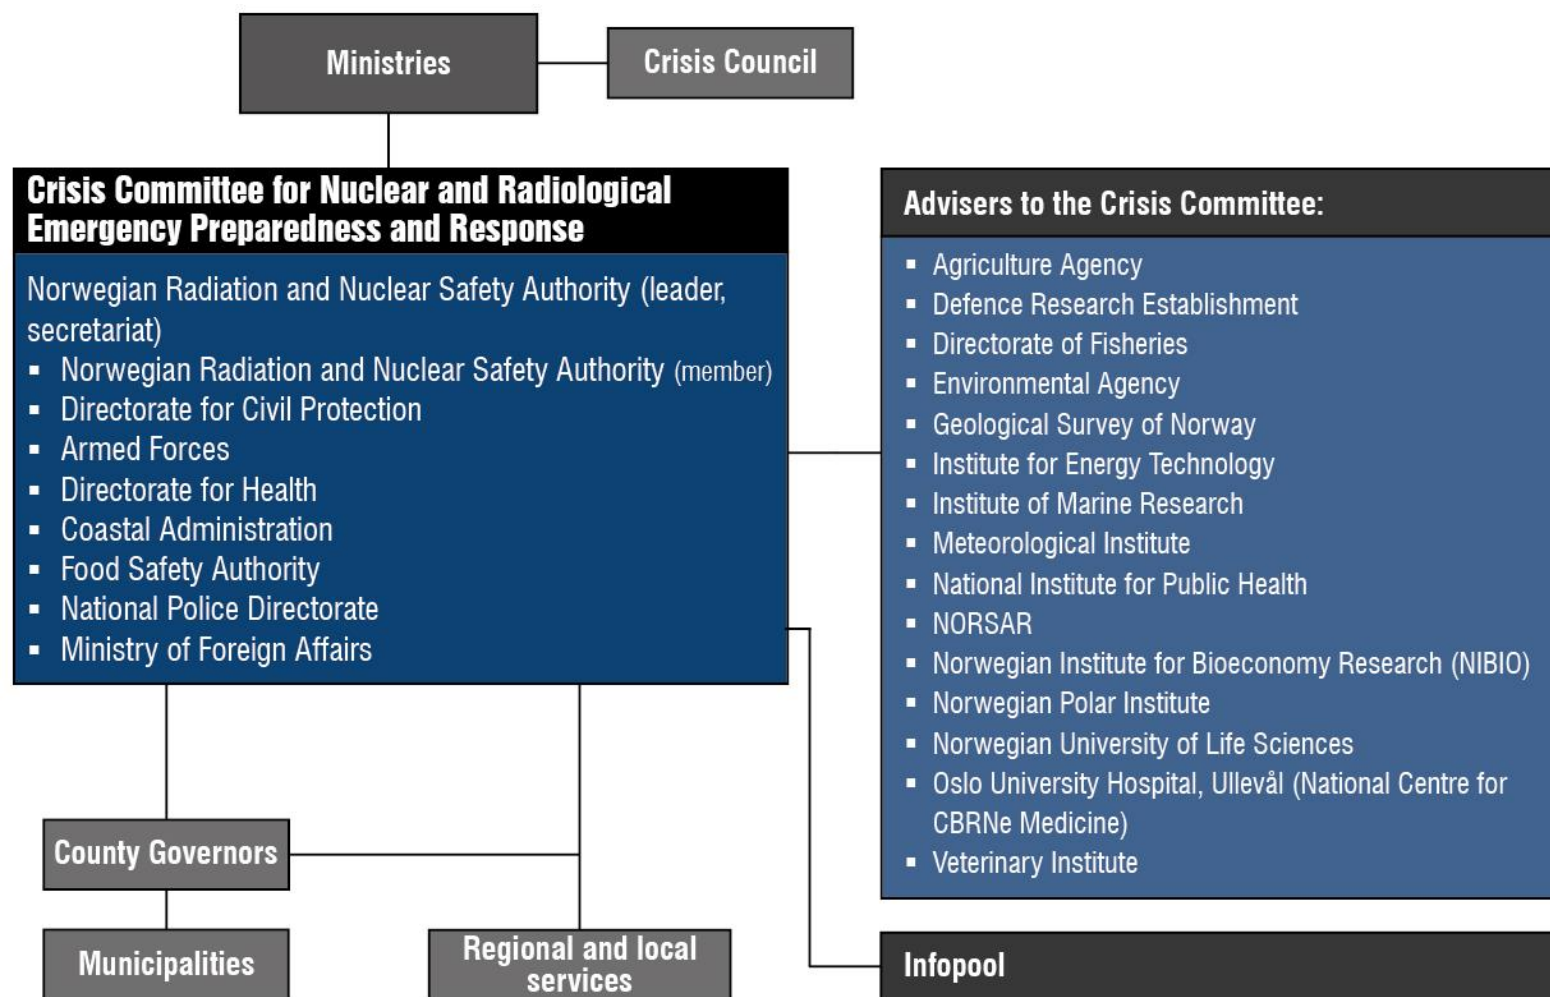 Ministries
Crisis Council
Crisis Committee for Nuclear and Radiological
Emergency Preparedness and Response
Norwegian Radiation and Nuclear Safety Authority (leader,
secretariat)
▪ Norwegian Radiation and Nuclear Safety Authority (member)
▪ Directorate for Civil Protection
▪ Armed Forces
▪ Directorate for Health
▪ Coastal Administration
▪ Food Safety Authority
▪ National Police Directorate
▪ Ministry of Foreign Affairs
Advisers to the Crisis Committee:
▪ Agriculture Agency
▪ Defence Research Establishment
▪ Directorate of Fisheries
▪ Environmental Agency
▪ Geological Survey of Norway
▪ Institute for Energy Technology
▪ Institute of Marine Research
▪ Meteorological Institute
▪ National Institute for Public Health
▪ NORSAR
▪ Norwegian Institute for Bioeconomy Research (NIBIO)
▪ Norwegian Polar Institute
▪ Norwegian University of Life Sciences
▪ Oslo University Hospital, Ullevål (National Centre for
CBRNe Medicine)
▪ Veterinary Institute
County Governors
Municipalities
Regional and local
services
Infopool